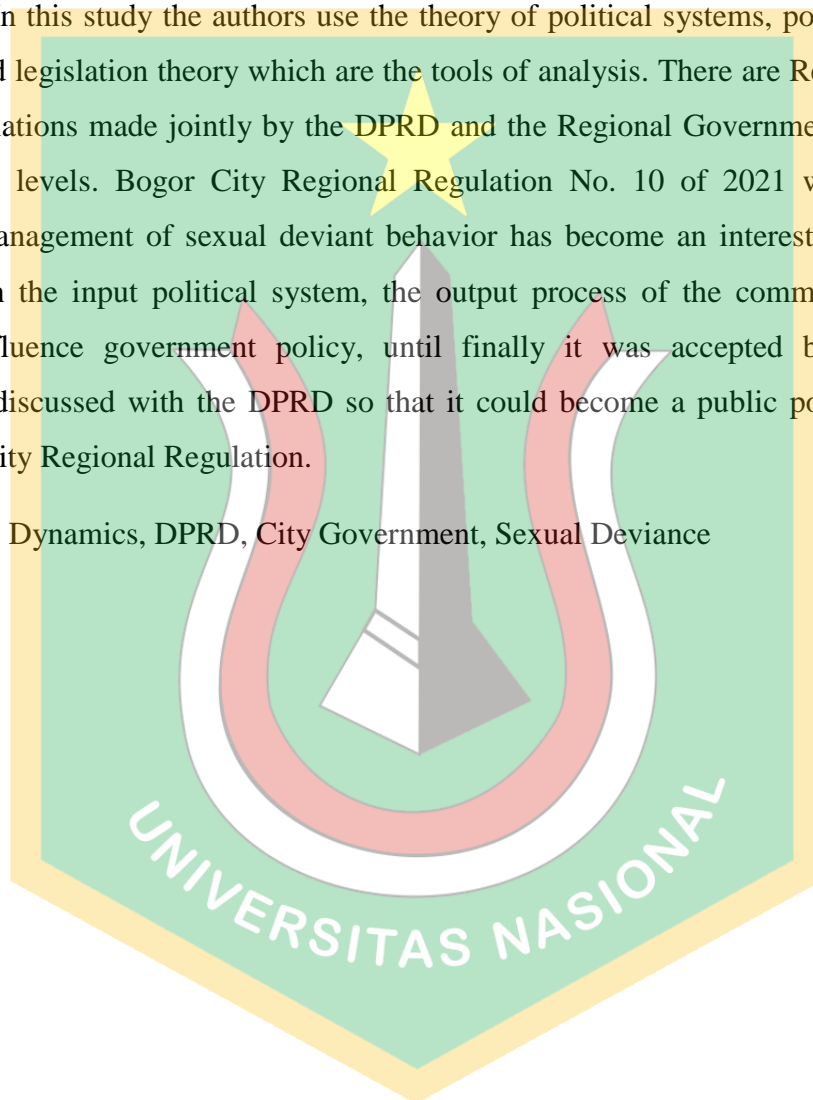 n this study the authors use the theory of political systems, po
d legislation theory which are the tools of analysis. There are R
lations made jointly by the DPRD and the Regional Governme
levels. Bogor City Regional Regulation No. 10 of 2021 w
anagement of sexual deviant behavior has become an interest
n the input political system, the output process of the comm
fluence government policy, until finally it was accepted b
discussed with the DPRD so that it could become a public po
ity Regional Regulation.
Dynamics, DPRD, City Government, Sexual Deviance
UNIVERSITAS NASIONAL